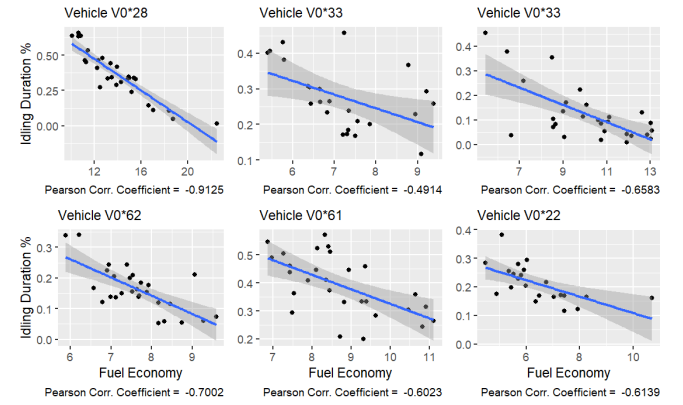 Vehicle V0*28
Vehicle V0*33
Vehicle V0*33
Idling Duration %
0.50
0.25
0.00
12
16
20
0.4
0.3
0.2
0.1
6
7
8
9
0.4
0.3
0.2
0.1
0.0
7
9
11
13
Pearson Corr. Coefficient = -0.9125
Pearson Corr. Coefficient = -0.4914
Pearson Corr. Coefficient = -0.6583
Vehicle V0*62
Vehicle V0*61
Vehicle V0*22
Idling Duration %
0.3
0.2
0.1
0.0
6
7
8
9
0.5
0.4
0.3
0.2
7
8
9
10
11
0.4
0.3
0.2
0.1
0.0
6
8
10
Fuel Economy
Fuel Economy
Fuel Economy
Pearson Corr. Coefficient = -0.7002
Pearson Corr. Coefficient = -0.6023
Pearson Corr. Coefficient = -0.6139